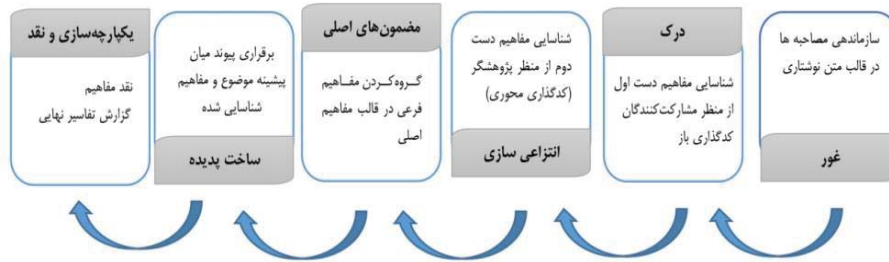 سازماندهی مصاحبه ها
در قالب متن نوشتاری
غور
درک
شناسایی مفاهیم دست اول
از منظر مشارکت‌کنندگان
کدگذاری باز
شناسایی مفاهیم دست
دوم از منظر پژوهشگر
(کدگذاری محوری)
انتزاعی سازی
مضمون‌های اصلی
گروه‌کردن مفاهیم
فرعی در قالب مفاهیم
اصلی
برقراری پیوند میان
پیشینه موضوع و مفاهیم
شناسایی شده
ساخت پدیده
یکپارچه‌سازی و نقد
نقد مفاهیم
گزارش تفاسیر نهایی